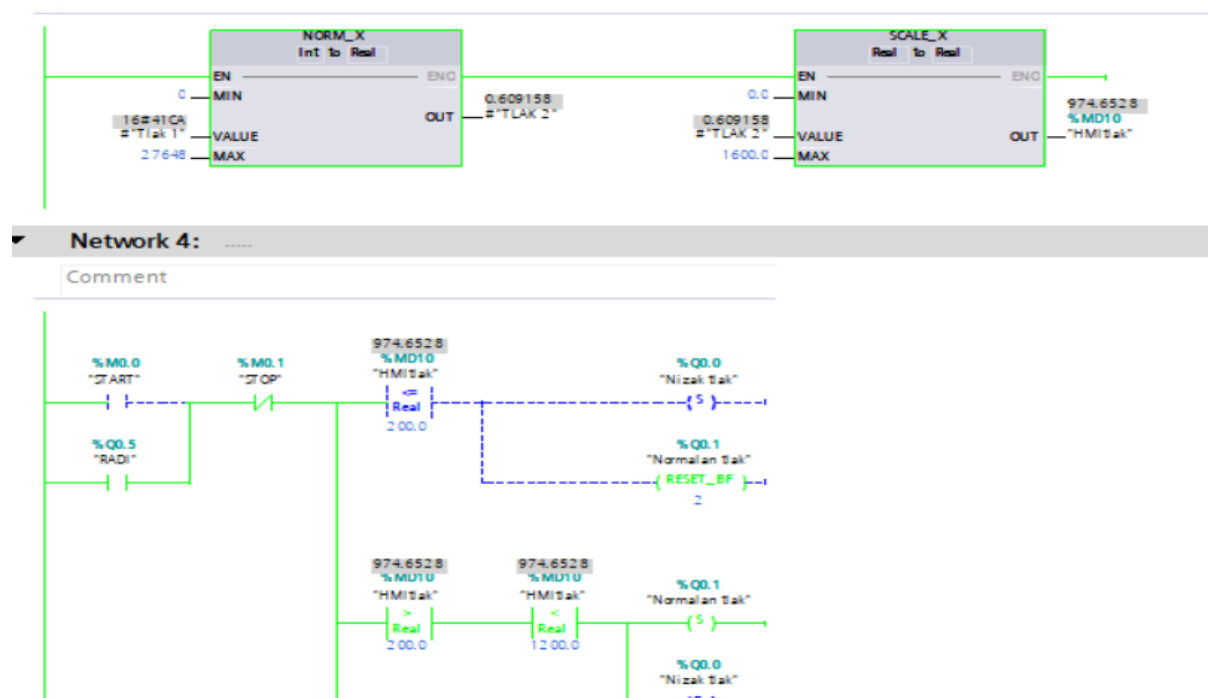 NORM_X
Int to Real
SCALE_X
Real to Real
EN
ENO
EN
ENO
0
MIN
0.0
MIN
0.609158
974.6528
16#41CA
OUT
#"TLAK 2"
0.609158
%MD10
#"Tlak 1"
VALUE
#"TLAK 2"
VALUE
OUT
"HMItlak"
27648
MAX
1600.0
MAX
Network 4:
.....
Comment
974.6528
%M0.0
%M0.1
%MD10
%Q0.0
"START"
"STOP"
"HMItlak"
"Nizak tlak"
<=
S
Real
200.0
%Q0.5
%Q0.1
"RADI"
"Normalan tlak"
RESET_BF
2
974.6528
974.6528
%MD10
%MD10
%Q0.1
"HMItlak"
"HMItlak"
"Normalan tlak"
>
<
S
Real
Real
200.0
1200.0
%Q0.0
"Nizak tlak"